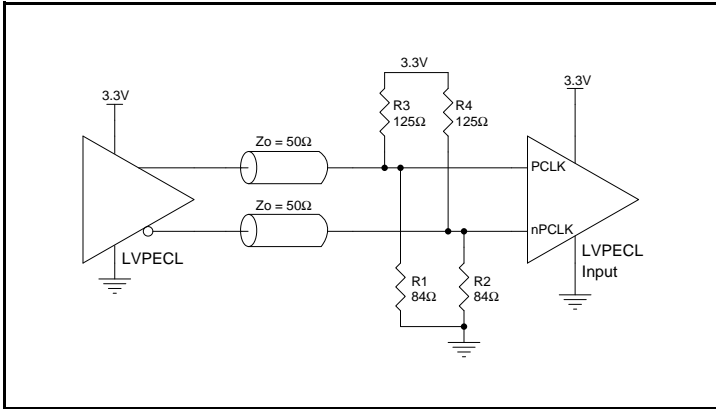 3.3V
3.3V
3.3V
R3
125Ω
R4
125Ω
Zo = 50Ω
PCLK
Zo = 50Ω
nPCLK
LVPECL
LVPECL
Input
R1
84Ω
R2
84Ω